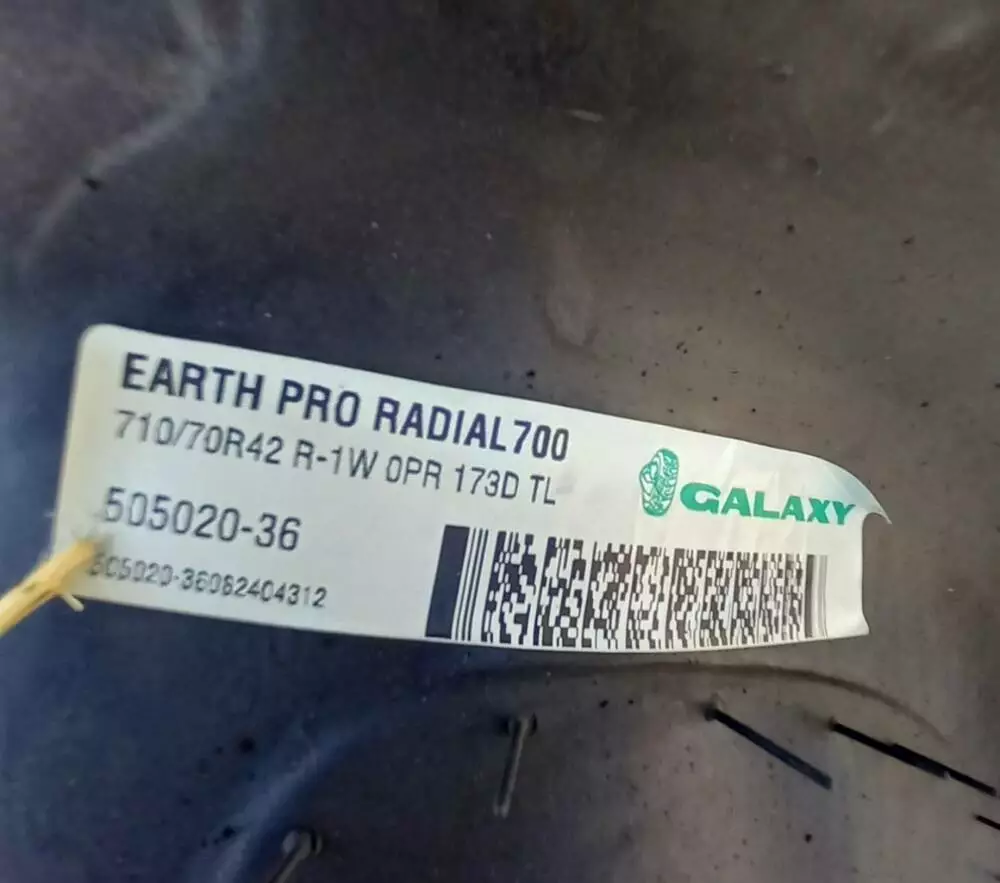 EARTH PRO RADIAL700
710/70R42 R-1W 0PR 173D TL
505020-36
505020-36082404312
GALAXY